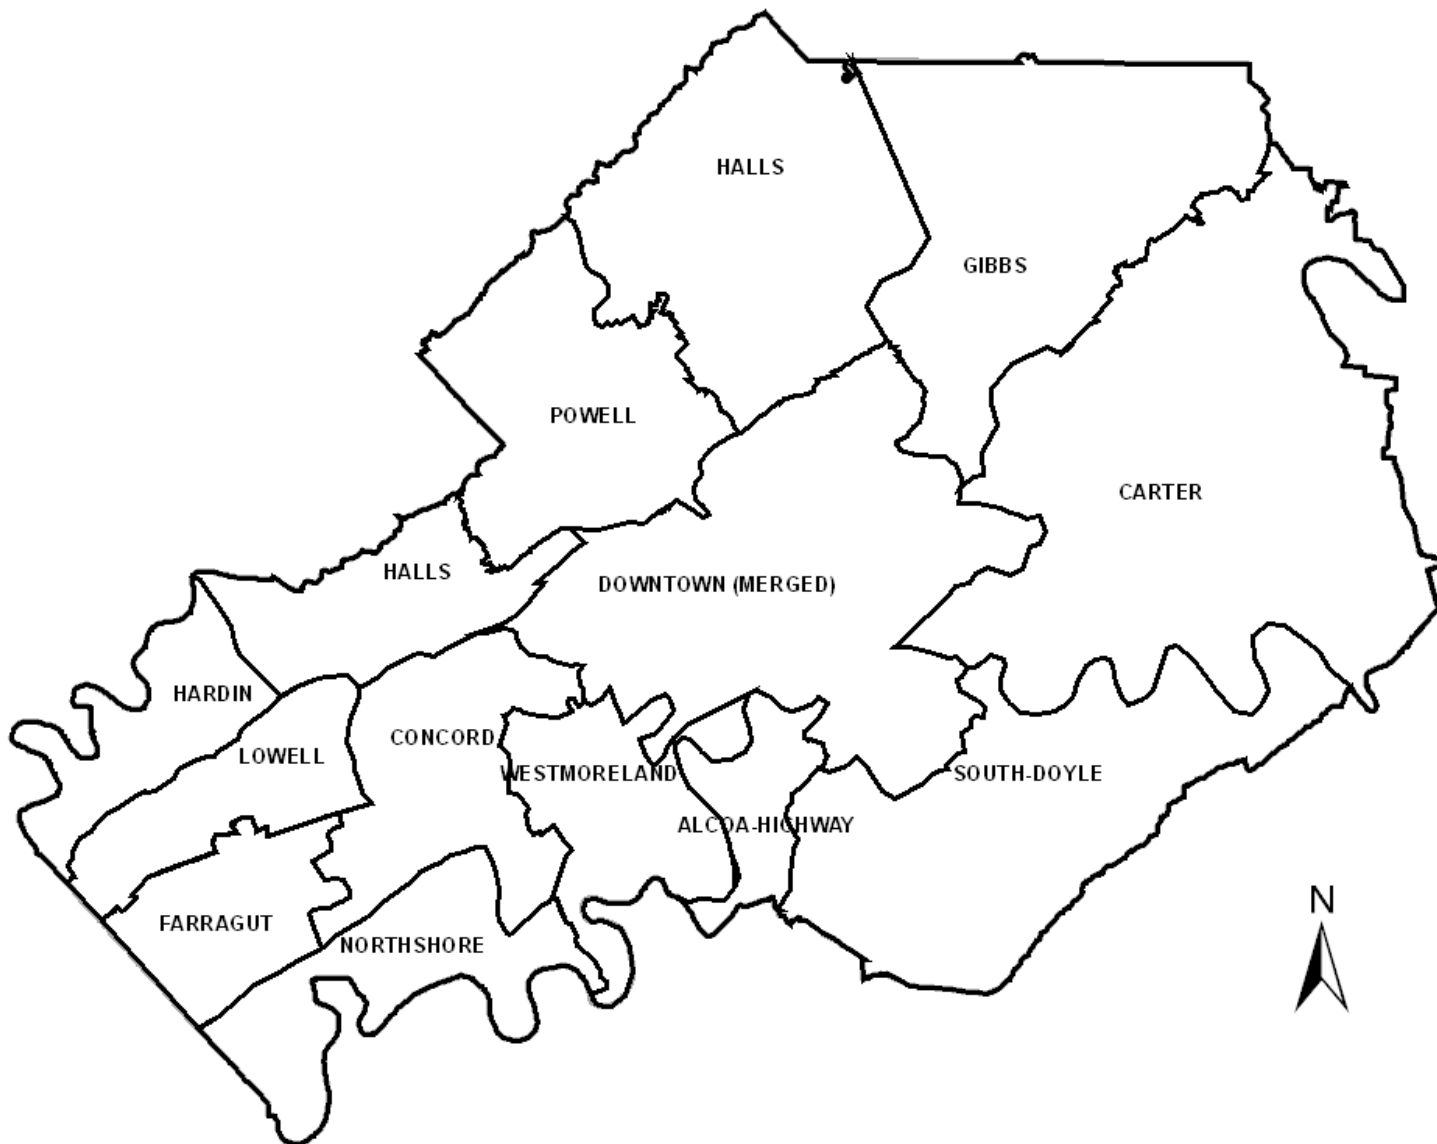 HALLS
GIBBS
POWELL
CARTER
HALLS
DOWNTOWN (MERGED)
HARDIN
CONCORD
LOWELL
WESTMORELAND
SOUTH-DOYLE
ALCOA-HIGHWAY
N
FARRAGUT
NORTHSHORE